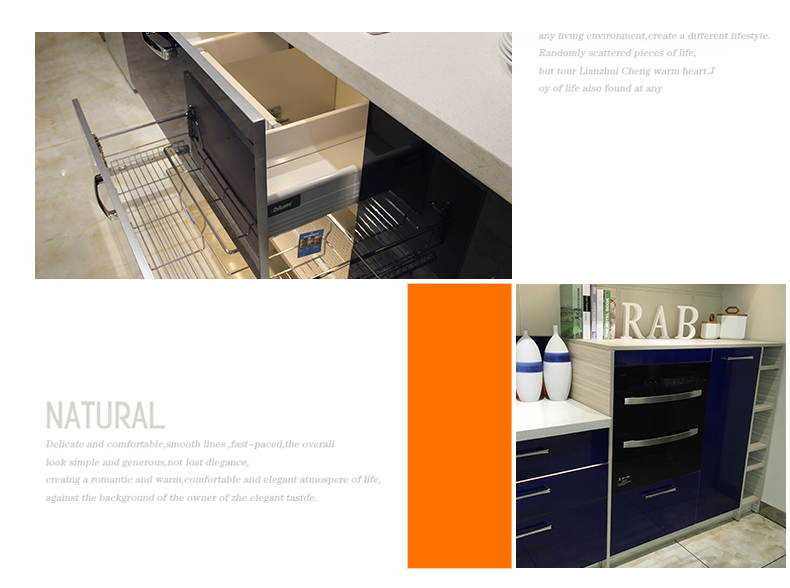 any living environment,create a different lifestyle.
Randomly scattered pieces of life,
but tour Lianzhui Cheng warm heart.J
oy of life also found at any
blum
RAB
NATURAL
Delicate and comfortable,smooth lines ,fast-paced,the overall
look simple and generous,not lost dlegance,
creaing a romantic and warm,comfortable and elegant atmospere of life,
against the background of the owner of zhe elegant tastde.